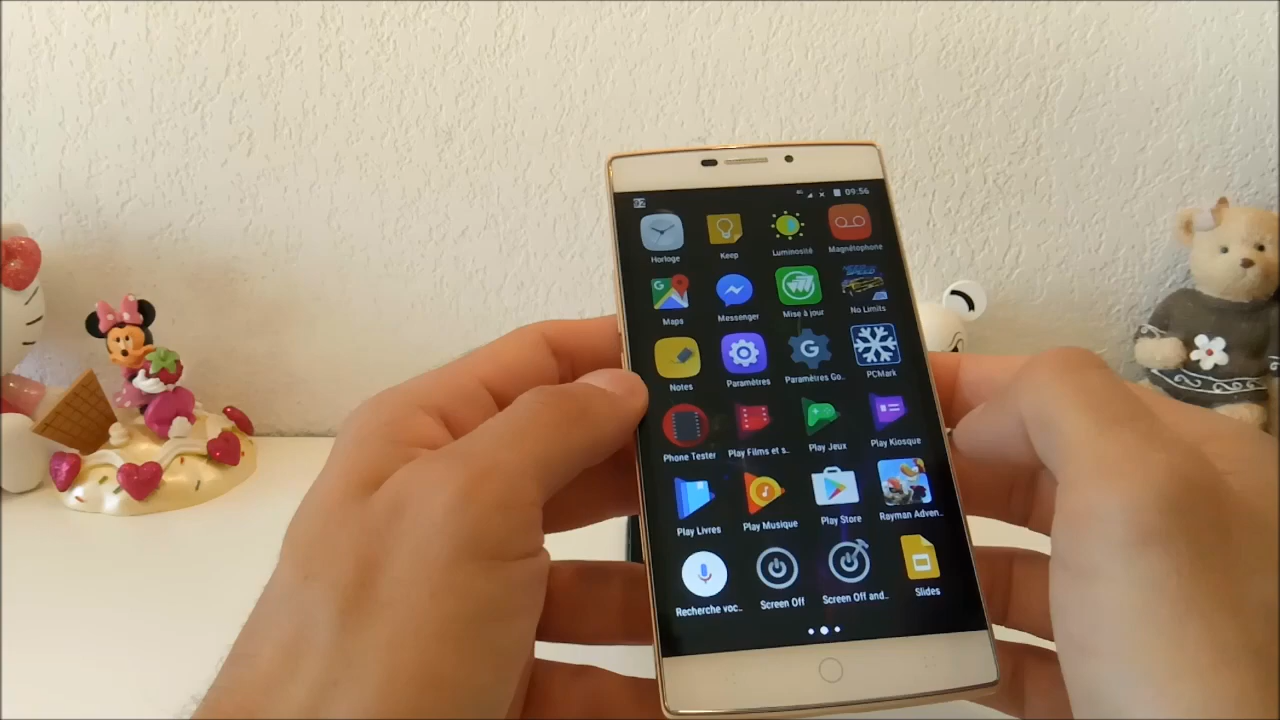 92 4G 09:56
Horloge Keep Luminosité Magnétophone
Maps Messenger Mise à jour No Limits
Notes Paramètres Paramètres Go.. PCMark
Phone Tester Play Films et s.. Play Jeux Play Kiosque
Play Livres Play Musique Play Store Rayman Adven..
Recherche voc.. Screen Off Screen Off and.. Slides